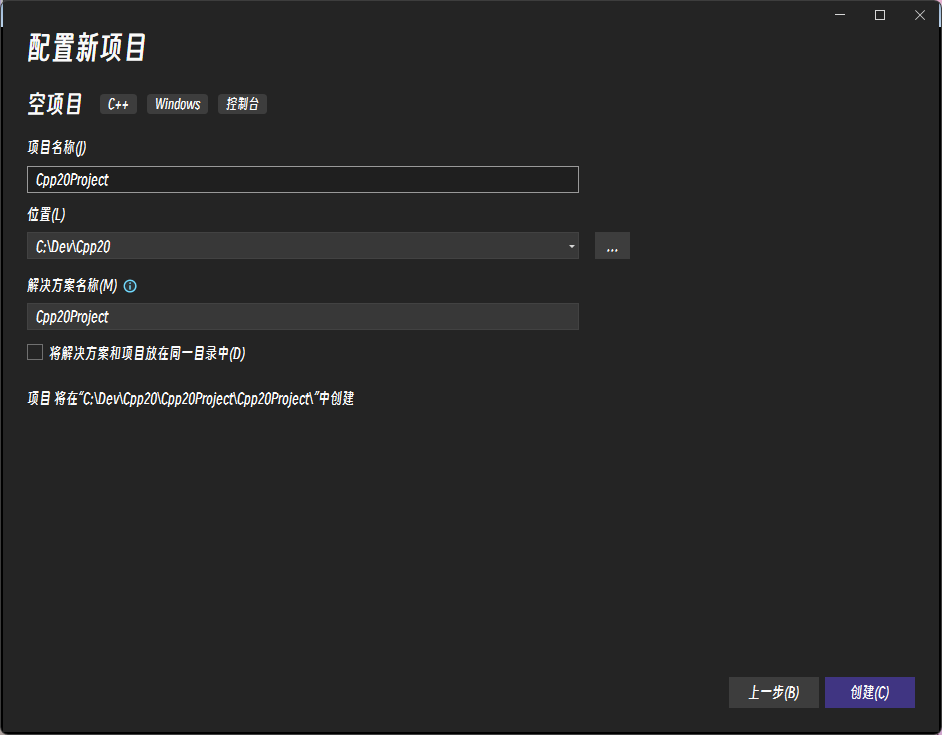 配置新项目
空项目 C++ Windows 控制台
项目名称(J)
Cpp20Project
位置(L)
C:\Dev\Cpp20 ...
解决方案名称(M)
Cpp20Project
将解决方案和项目放在同一目录中(D)
项目 将在“C:\Dev\Cpp20\Cpp20Project\Cpp20Project\”中创建
上一步(B) 创建(C)